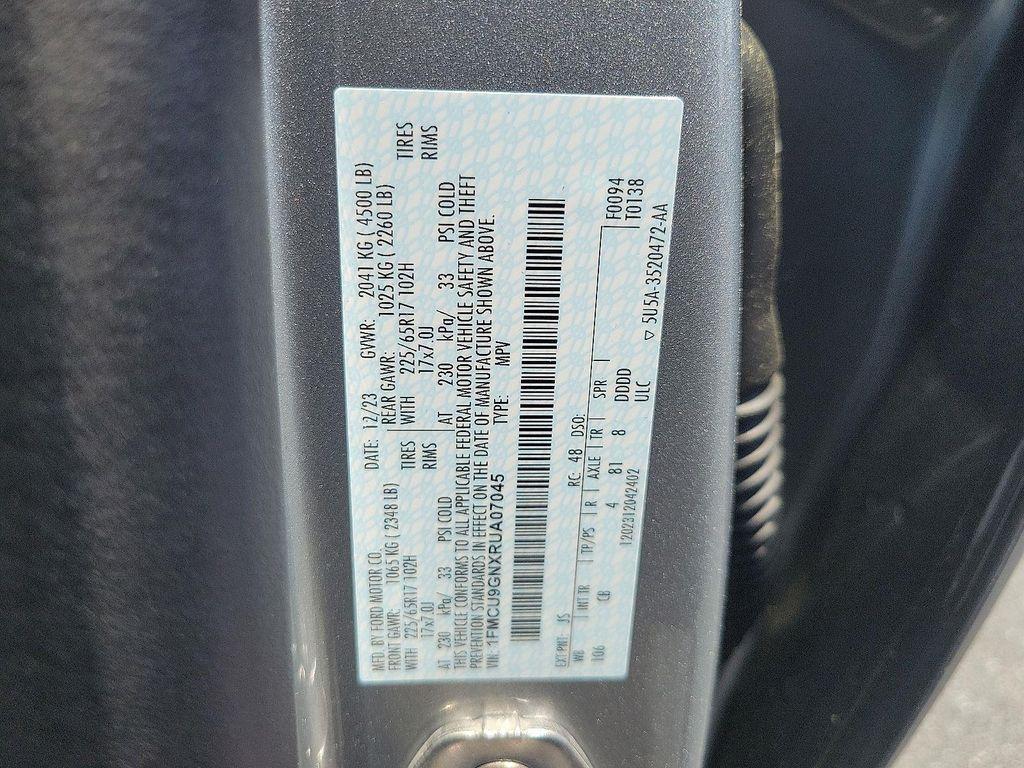 MFD. BY FORD MOTOR CO. DATE: 12/23 GVWR: 2041 KG ( 4500 LB)
FRONT GAWR: 1065 KG ( 2348 LB) REAR GAWR: 1025 KG ( 2260 LB)
WITH 225/65R17 102H TIRES WITH 225/65R17 102H TIRES
17x7.0J RIMS 17x7.0J RIMS
AT 230 kPa/ 33 PSI COLD AT 230 kPa/ 33 PSI COLD
THIS VEHICLE CONFORMS TO ALL APPLICABLE FEDERAL MOTOR VEHICLE SAFETY AND THEFT
PREVENTION STANDARDS IN EFFECT ON THE DATE OF MANUFACTURE SHOWN ABOVE.
VIN: 1FMCU9GNXRUA07045 TYPE: MPV
EXT PNT: JS RC: 48 DSO: F0094
WB INT TR TP/PS R AXLE TR SPR T0138
106 CB 4 81 8 DDDD
1202312042402 ULC
▽ 5U5A-3520472-AA